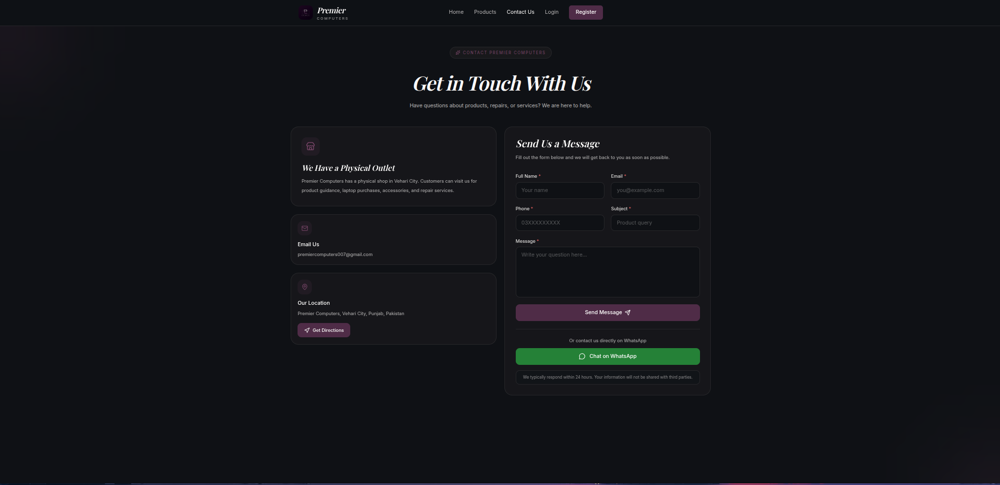 Premier
COMPUTERS
Home
Products
Contact Us
Login
Register
CONTACT PREMIER COMPUTERS
Get in Touch With Us
Have questions about products, repairs, or services? We are here to help.
We Have a Physical Outlet
Premier Computers has a physical shop in Vehari City. Customers can visit us for
product guidance, laptop purchases, accessories, and repair services.
Email Us
premiercomputers007@gmail.com
Our Location
Premier Computers, Vehari City, Punjab, Pakistan
Get Directions
Send Us a Message
Fill out the form below and we will get back to you as soon as possible.
Full Name *
Email *
Your name
you@example.com
Phone *
Subject *
03XXXXXXXXX
Product query
Message *
Write your question here...
Send Message
Or contact us directly on WhatsApp
Chat on WhatsApp
We typically respond within 24 hours. Your information will not be shared with third parties.